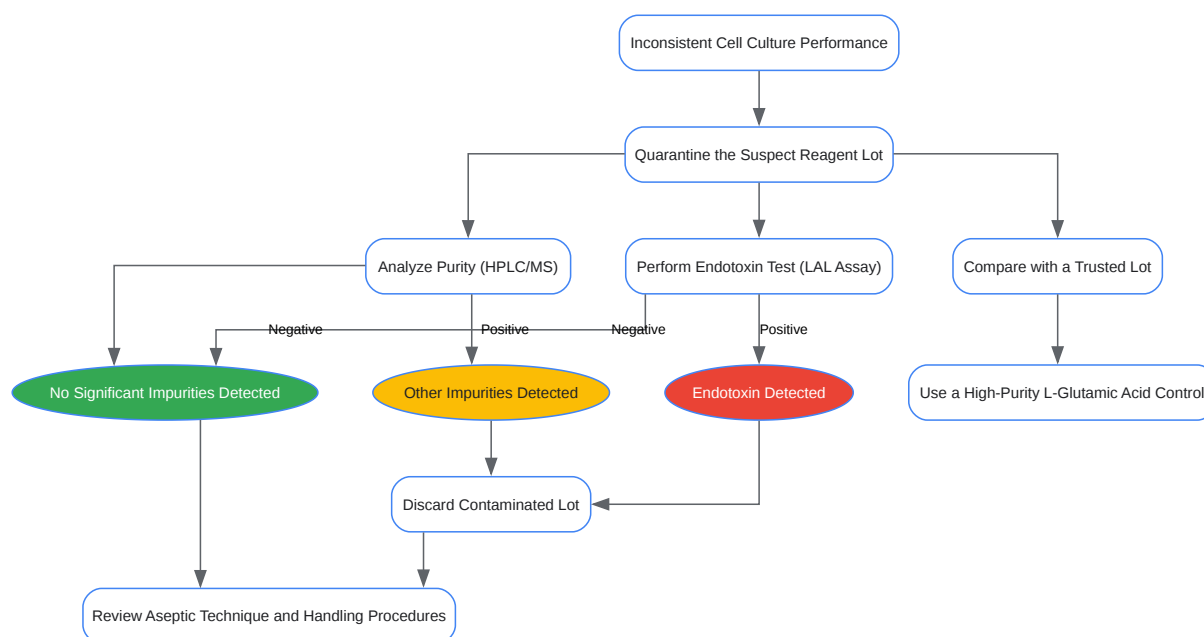 Inconsistent Cell Culture Performance
Quarantine the Suspect Reagent Lot
Analyze Purity (HPLC/MS)
Perform Endotoxin Test (LAL Assay)
Compare with a Trusted Lot
Negative
Positive
Negative
Positive
No Significant Impurities Detected
Other Impurities Detected
Endotoxin Detected
Use a High-Purity L-Glutamic Acid Control
Discard Contaminated Lot
Review Aseptic Technique and Handling Procedures